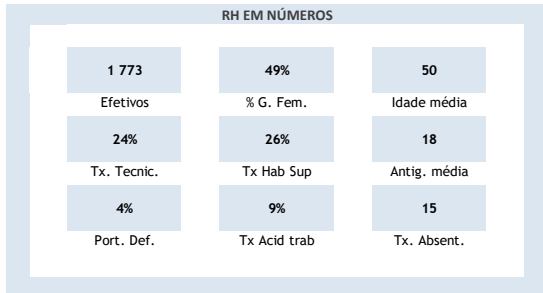 RH EM NÚMEROS
1 773 49% 50
Efetivos % G. Fem. Idade média
24% 26% 18
Tx. Tecnic. Tx Hab Sup Antig. média
4% 9% 15
Port. Def. Tx Acid trab Tx. Absent.